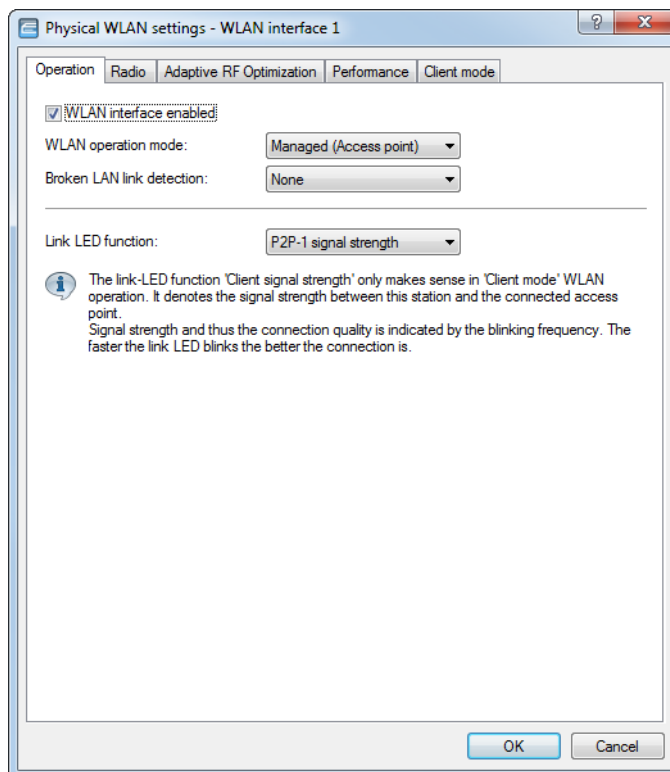 Physical WLAN settings - WLAN interface 1
?
Operation Radio Adaptive RF Optimization Performance Client mode
WLAN interface enabled
WLAN operation mode: Managed (Access point)
Broken LAN link detection: None
Link LED function: P2P-1 signal strength
The link-LED function 'Client signal strength' only makes sense in 'Client mode' WLAN
operation. It denotes the signal strength between this station and the connected access
point.
Signal strength and thus the connection quality is indicated by the blinking frequency. The
faster the link LED blinks the better the connection is.
OK Cancel